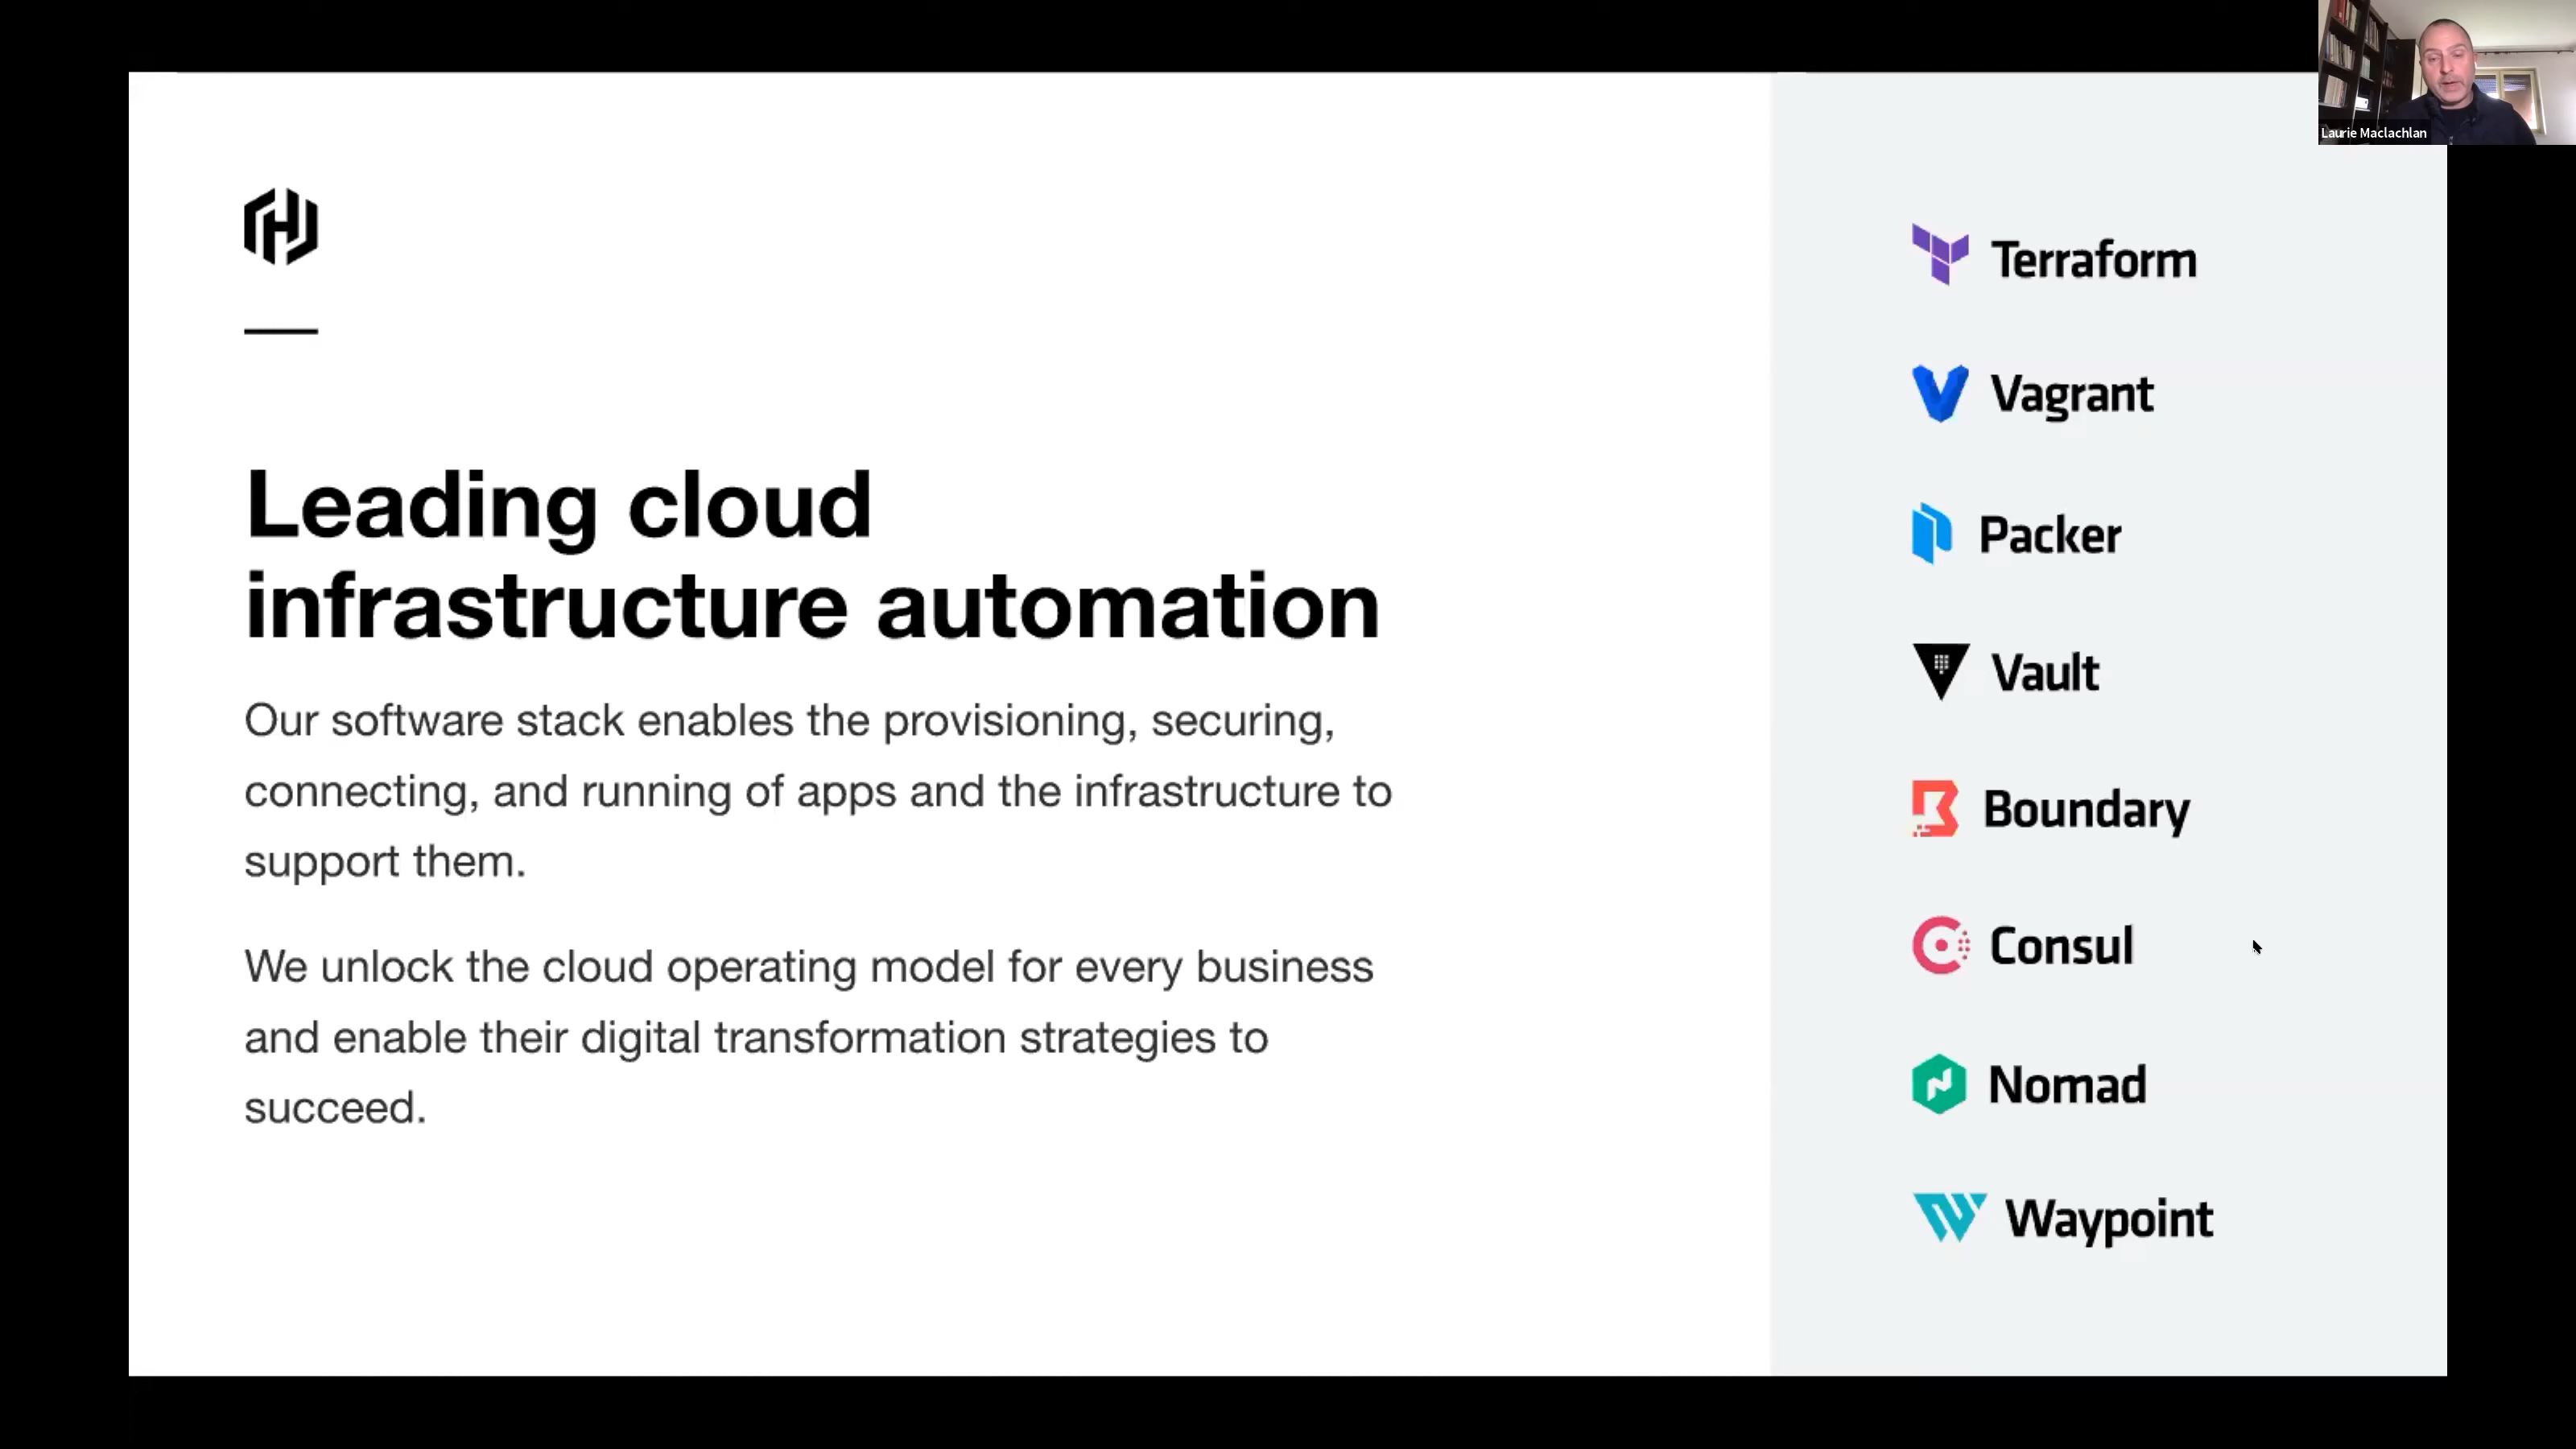 Laurie Maclachlan
Leading cloud
infrastructure automation
Our software stack enables the provisioning, securing,
connecting, and running of apps and the infrastructure to
support them.
We unlock the cloud operating model for every business
and enable their digital transformation strategies to
succeed.
Terraform
Vagrant
Packer
Vault
Boundary
Consul
Nomad
Waypoint